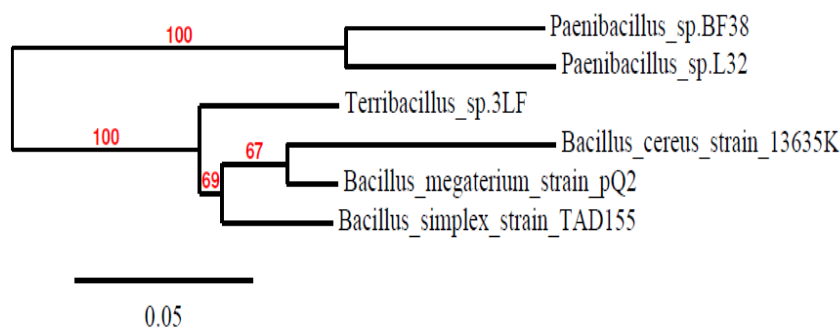 100
Paenibacillus_sp.BF38
Paenibacillus_sp.L32
Terribacillus_sp.3LF
100
67
Bacillus_cereus_strain_13635K
69
Bacillus_megaterium_strain_pQ2
Bacillus_simplex_strain_TAD155
0.05